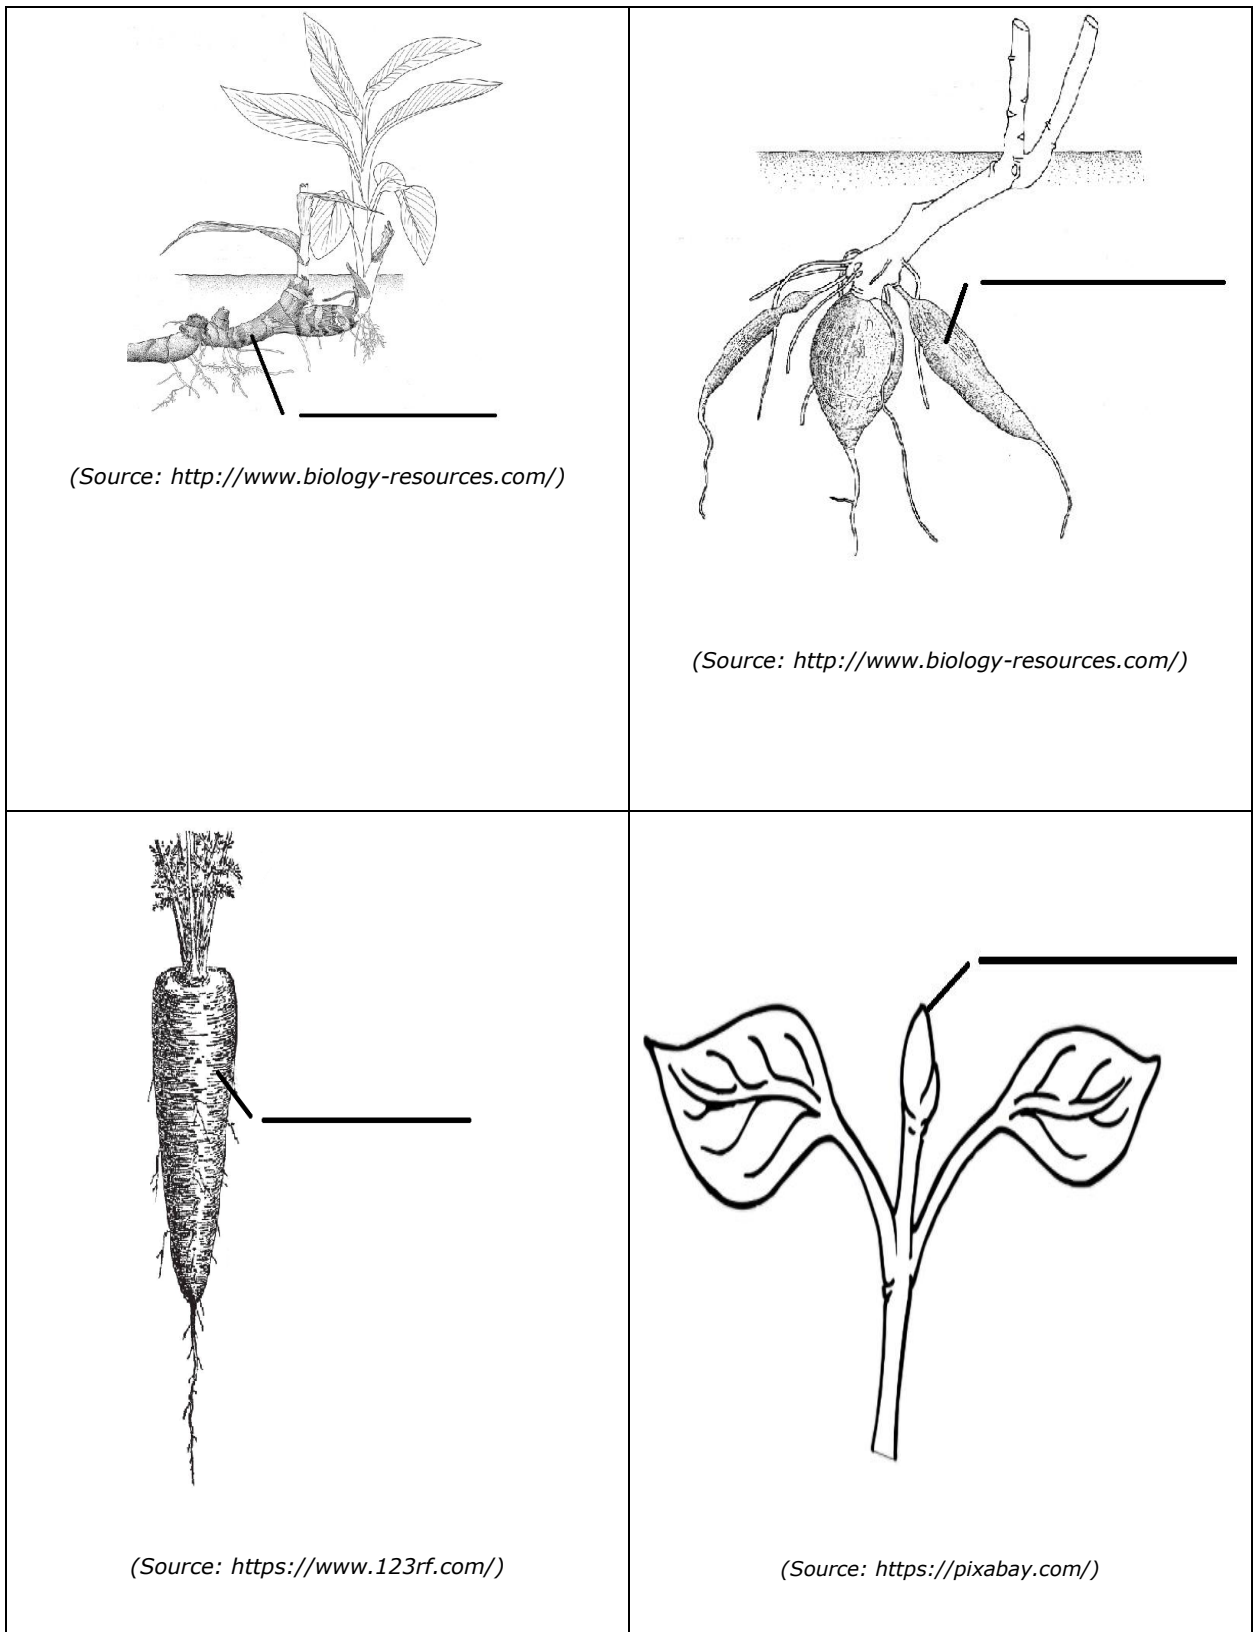 (Source: http://www.biology-resources.com/)
(Source: http://www.biology-resources.com/)
(Source: https://www.123rf.com/)
(Source: https://pixabay.com/)